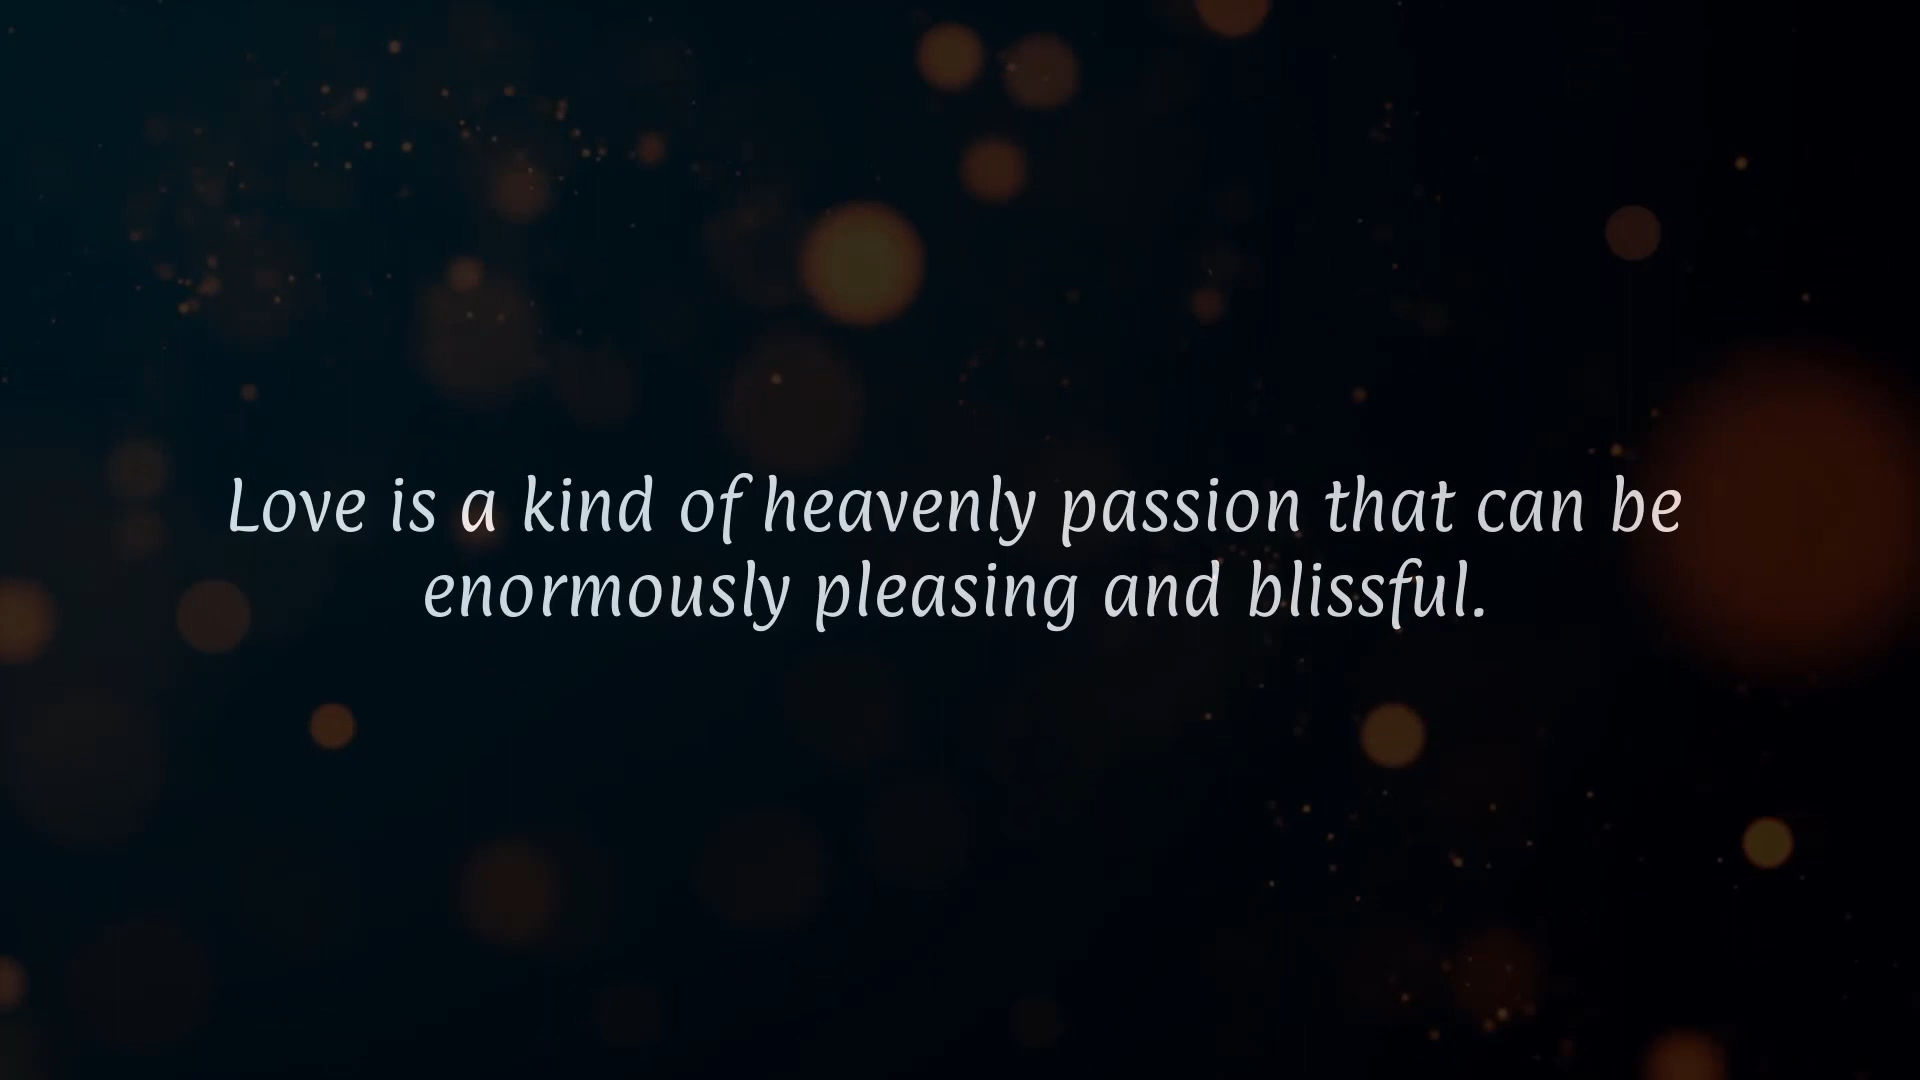 Love is a kind of heavenly passion that can be
enormously pleasing and blissful.